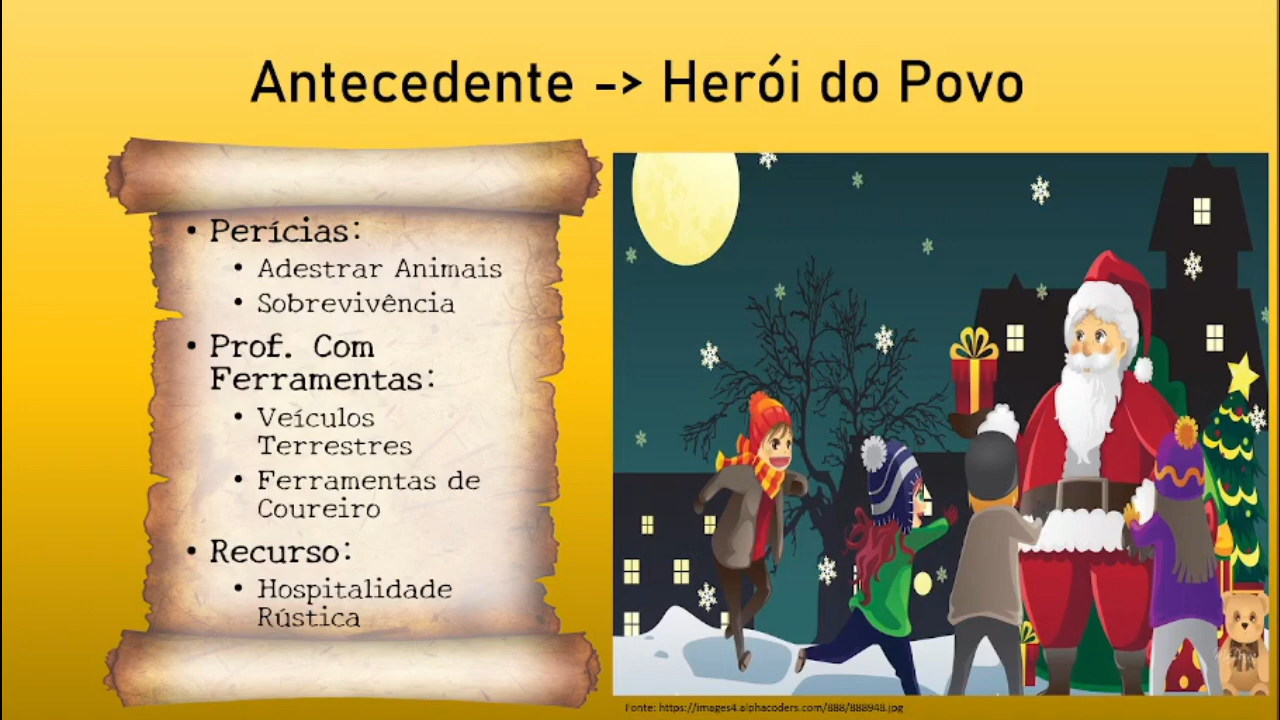 Antecedente -> Herói do Povo
• Perícias:
• Adestrar Animais
• Sobrevivência
• Prof. Com
Ferramentas:
• Veículos
Terrestres
• Ferramentas de
Coureiro
• Recurso:
• Hospitalidade
Rústica
Fonte: https://images4.alphacoders.com/888/888948.jpg